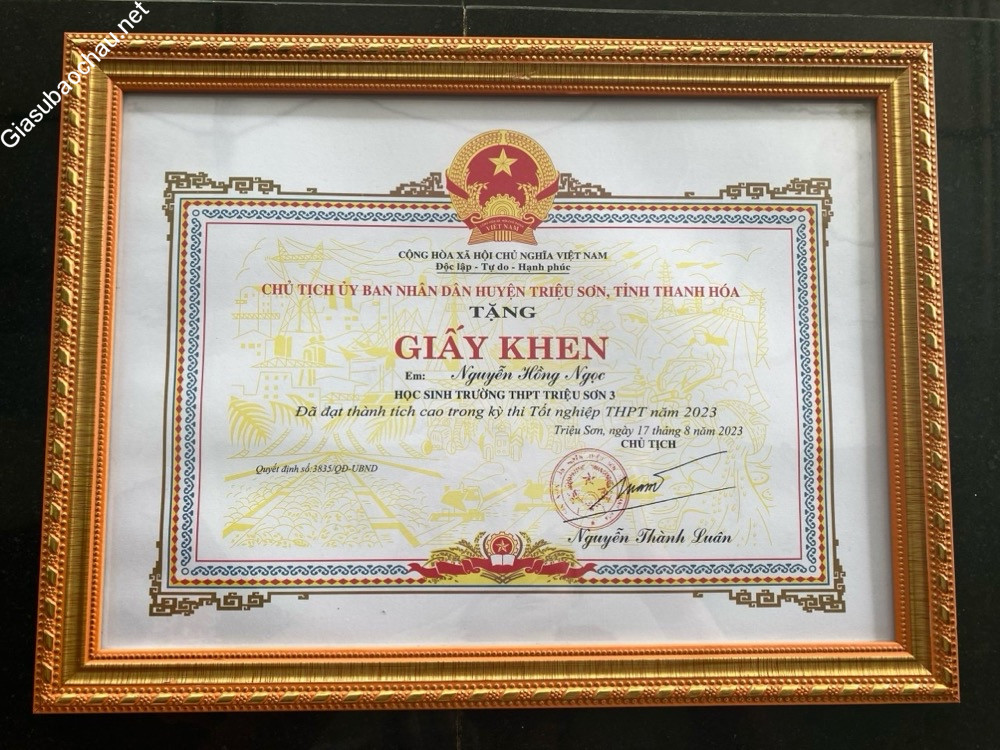 Giasubaochau.net
VIỆT NAM
CỘNG HÒA XÃ HỘI CHỦ NGHĨA VIỆT NAM
Độc lập - Tự do - Hạnh phúc
CHỦ TỊCH ỦY BAN NHÂN DÂN HUYỆN TRIỆU SƠN, TỈNH THANH HÓA
TẶNG
GIẤY KHEN
Em: Nguyễn Hồng Ngọc
HỌC SINH TRƯỜNG THPT TRIỆU SƠN 3
Đã đạt thành tích cao trong kỳ thi Tốt nghiệp THPT năm 2023
Triệu Sơn, ngày 17 tháng 8 năm 2023
CHỦ TỊCH
Quyết định số:3835/QĐ-UBND
Nguyễn Thành Luân